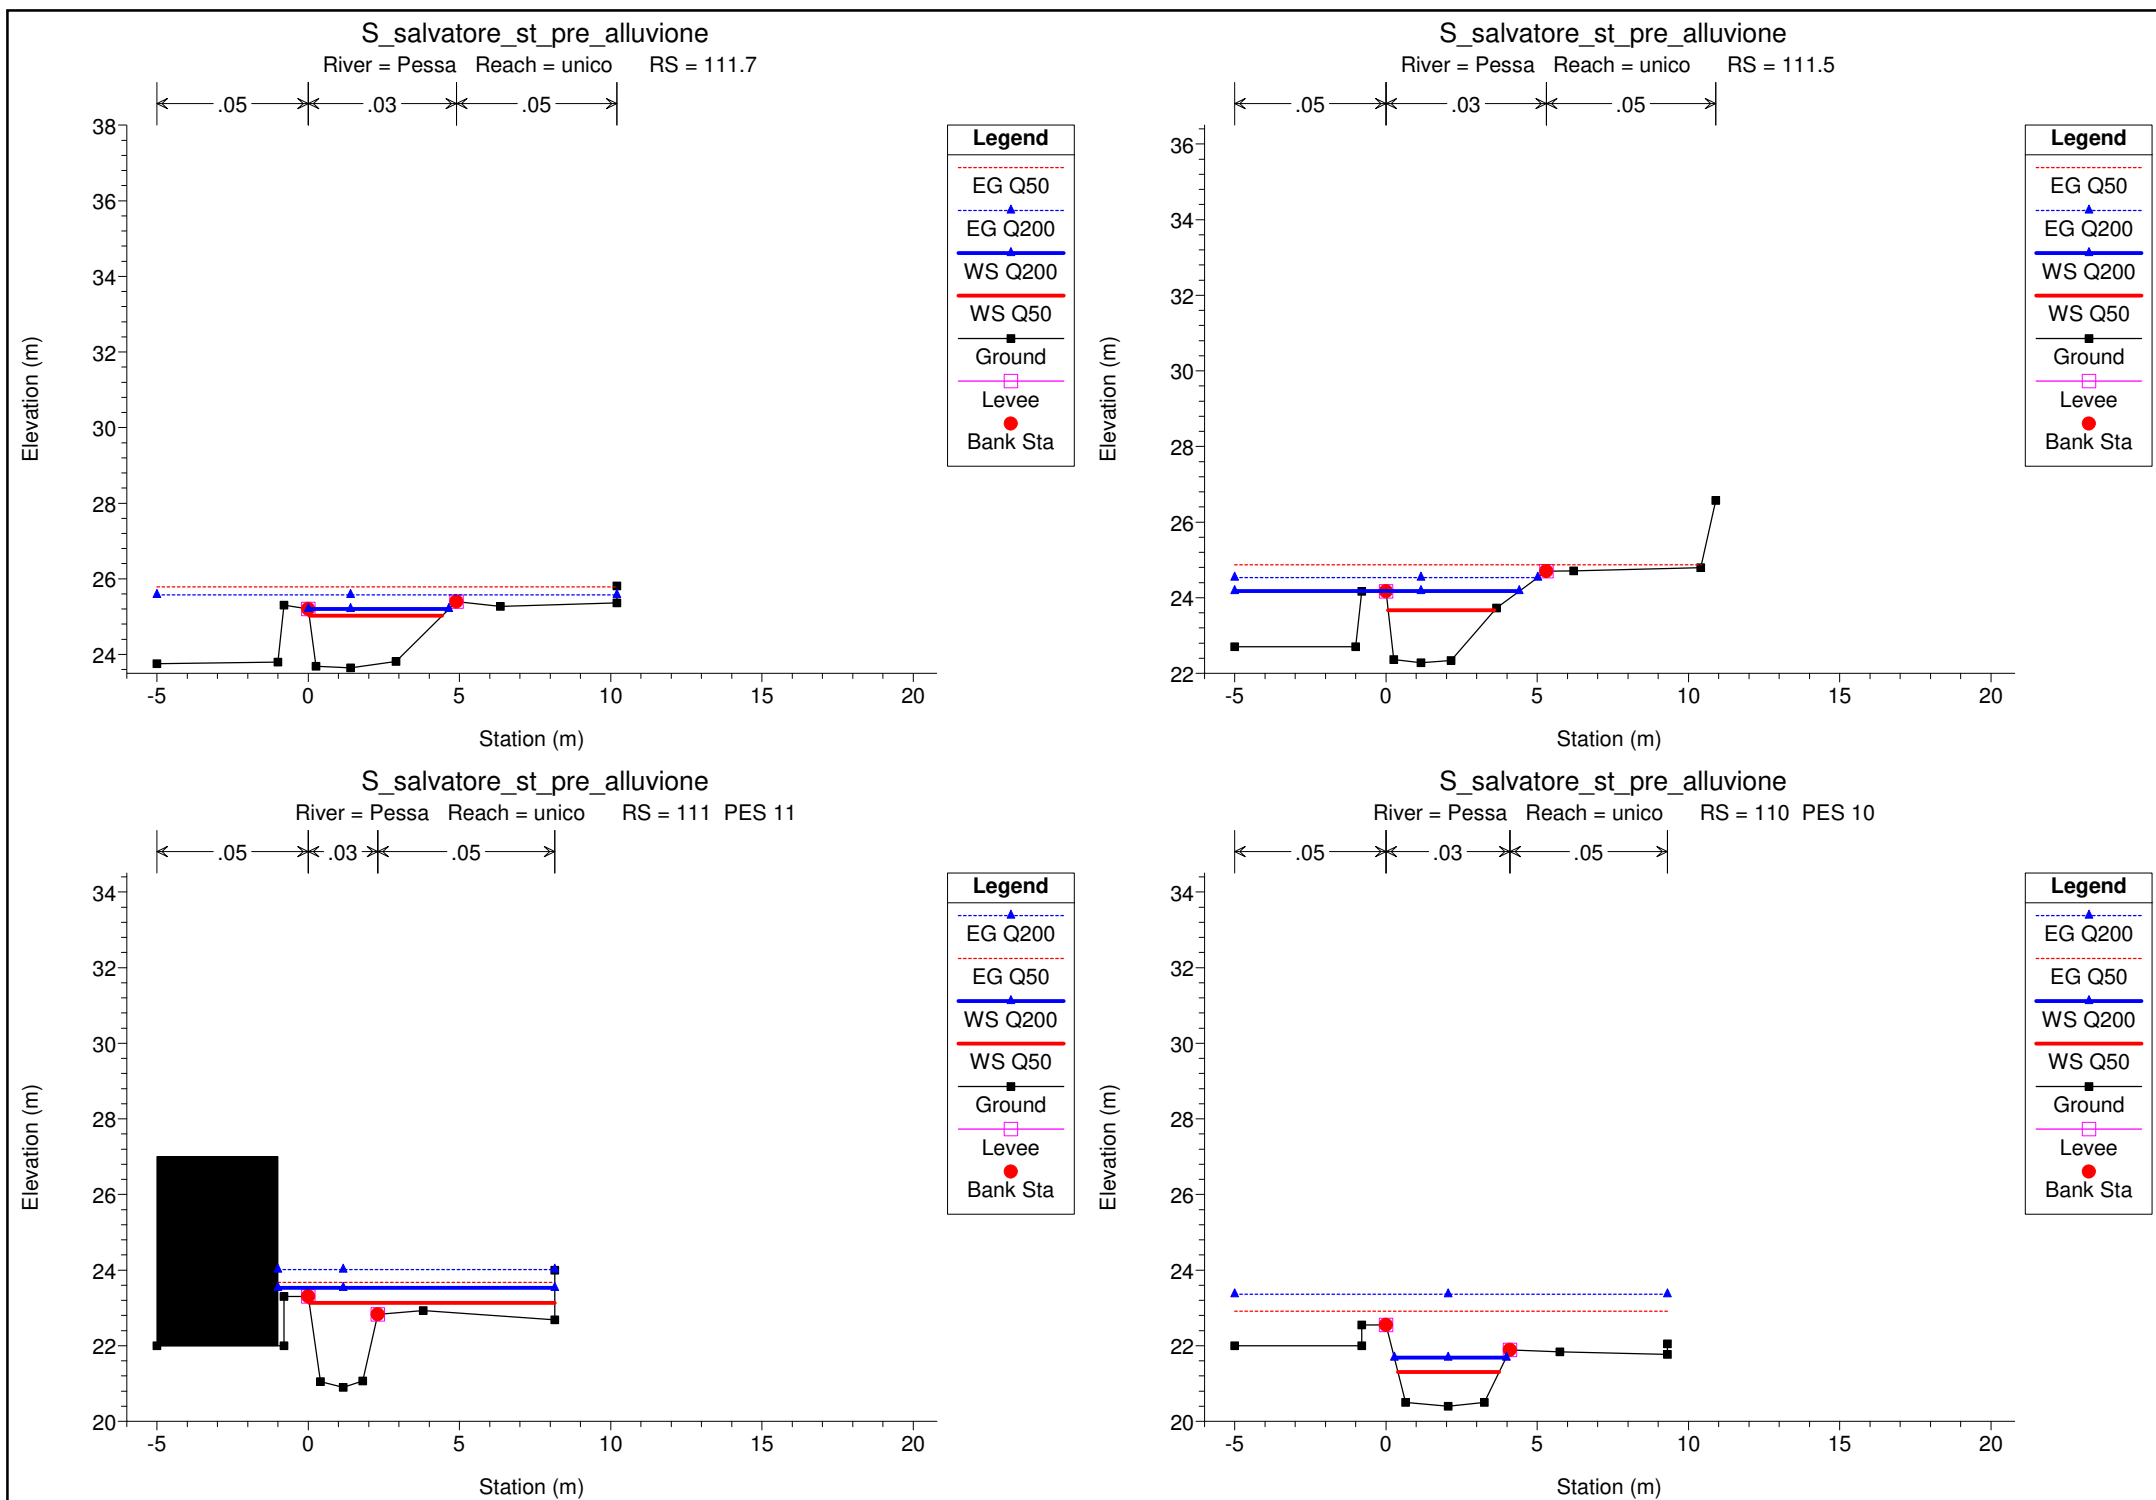 S_salvatore_st_pre_alluvione
River = Pessa Reach = unico RS = 111.7
.05 .03 .05
38
36
34
32
30
28
26
24
Elevation (m)
-5 0 5 10 15 20
Station (m)
Legend
EG Q50
EG Q200
WS Q200
WS Q50
Ground
Levee
Bank Sta
S_salvatore_st_pre_alluvione
River = Pessa Reach = unico RS = 111.5
.05 .03 .05
36
34
32
30
28
26
24
22
Elevation (m)
-5 0 5 10 15 20
Station (m)
Legend
EG Q50
EG Q200
WS Q200
WS Q50
Ground
Levee
Bank Sta
S_salvatore_st_pre_alluvione
River = Pessa Reach = unico RS = 111 PES 11
.05 .03 .05
34
32
30
28
26
24
22
20
Elevation (m)
-5 0 5 10 15 20
Station (m)
Legend
EG Q200
EG Q50
WS Q200
WS Q50
Ground
Levee
Bank Sta
S_salvatore_st_pre_alluvione
River = Pessa Reach = unico RS = 110 PES 10
.05 .03 .05
34
32
30
28
26
24
22
20
Elevation (m)
-5 0 5 10 15 20
Station (m)
Legend
EG Q200
EG Q50
WS Q200
WS Q50
Ground
Levee
Bank Sta